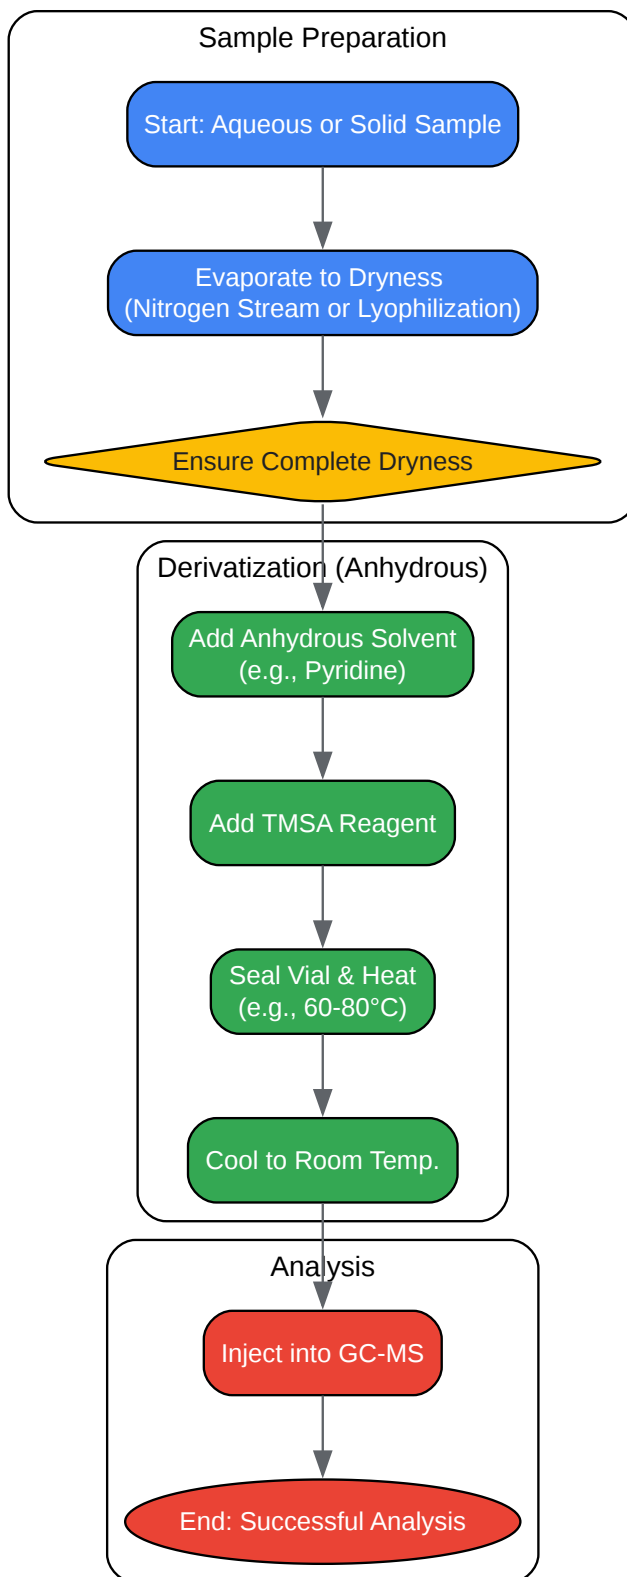 Sample Preparation
Start: Aqueous or Solid Sample
Evaporate to Dryness
(Nitrogen Stream or Lyophilization)
Ensure Complete Dryness
Derivatization (Anhydrous)
Add Anhydrous Solvent
(e.g., Pyridine)
Add TMSA Reagent
Seal Vial & Heat
(e.g., 60-80°C)
Cool to Room Temp.
Analysis
Inject into GC-MS
End: Successful Analysis